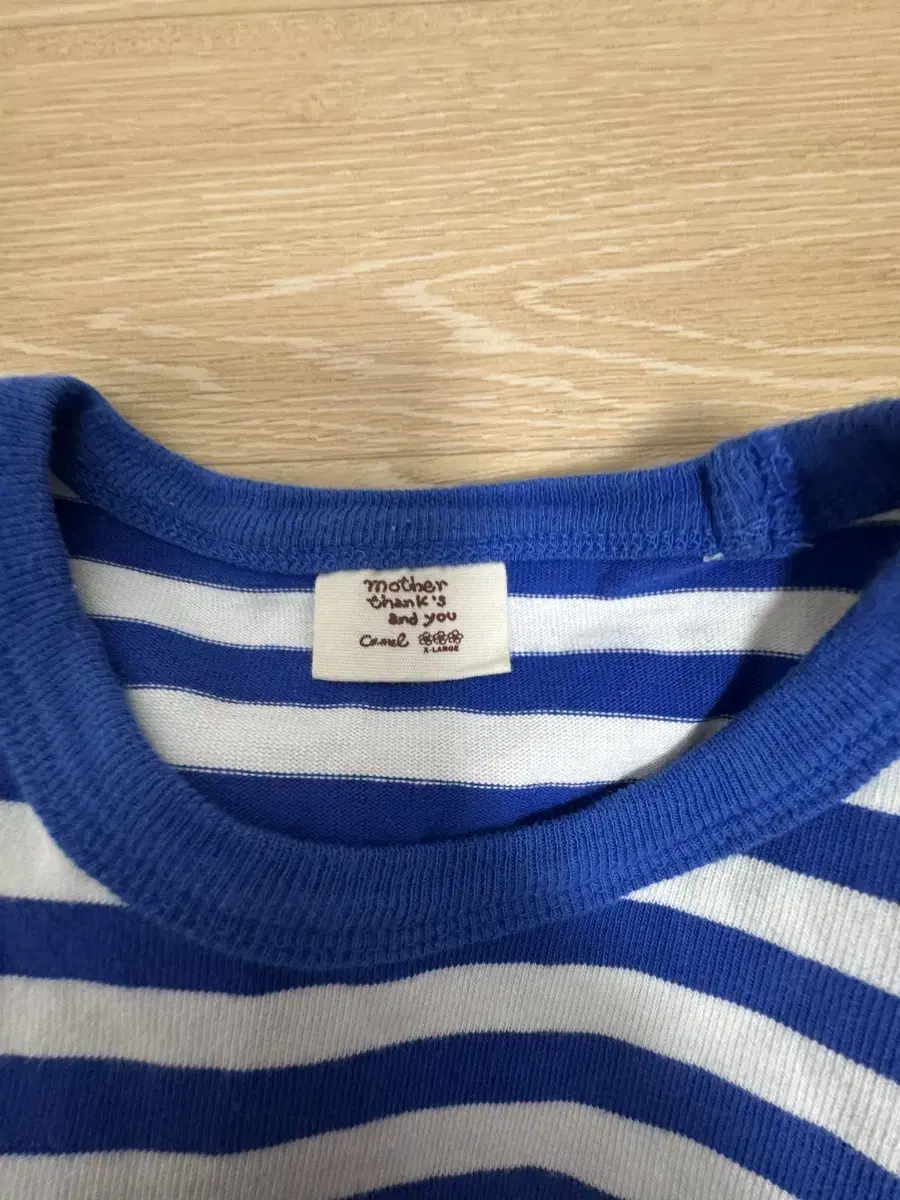 mother
thank's
and you
Camel
X-LARGE